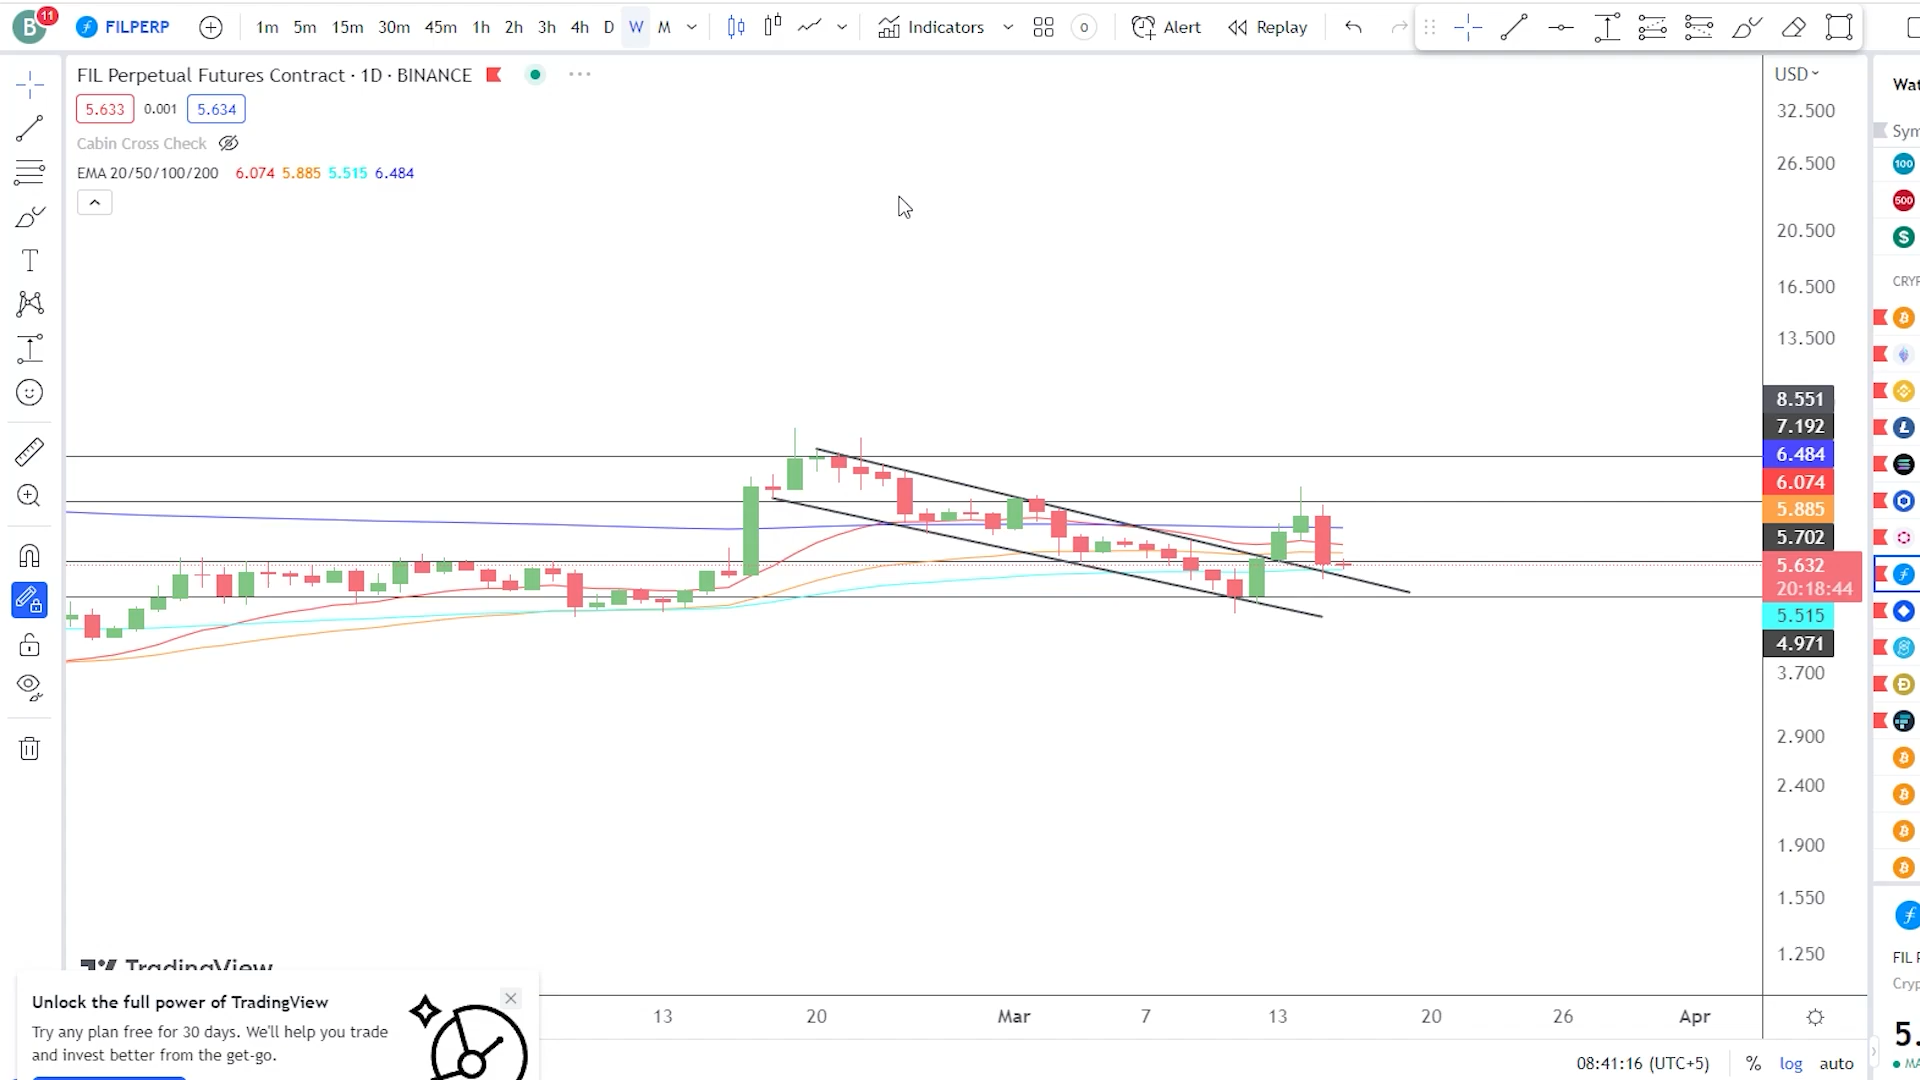 B 11 FILPERP 1m 5m 15m 30m 45m 1h 2h 3h 4h D W M Indicators 0 Alert Replay
FIL Perpetual Futures Contract · 1D · BINANCE
5.633 0.001 5.634
Cabin Cross Check
EMA 20/50/100/200 6.074 5.885 5.515 6.484
T
USD
32.500
26.500
20.500
16.500
13.500
8.551
7.192
6.484
6.074
5.885
5.702
5.632
20:18:44
5.515
4.971
3.700
2.900
2.400
1.900
1.550
1.250
Wat
Sym
100
500
S
CRYP
FIL P
Cryp
5.
MA
TradingView
Unlock the full power of TradingView
Try any plan free for 30 days. We'll help you trade
and invest better from the get-go.
13 20 Mar 7 13 20 26 Apr
08:41:16 (UTC+5) % log auto